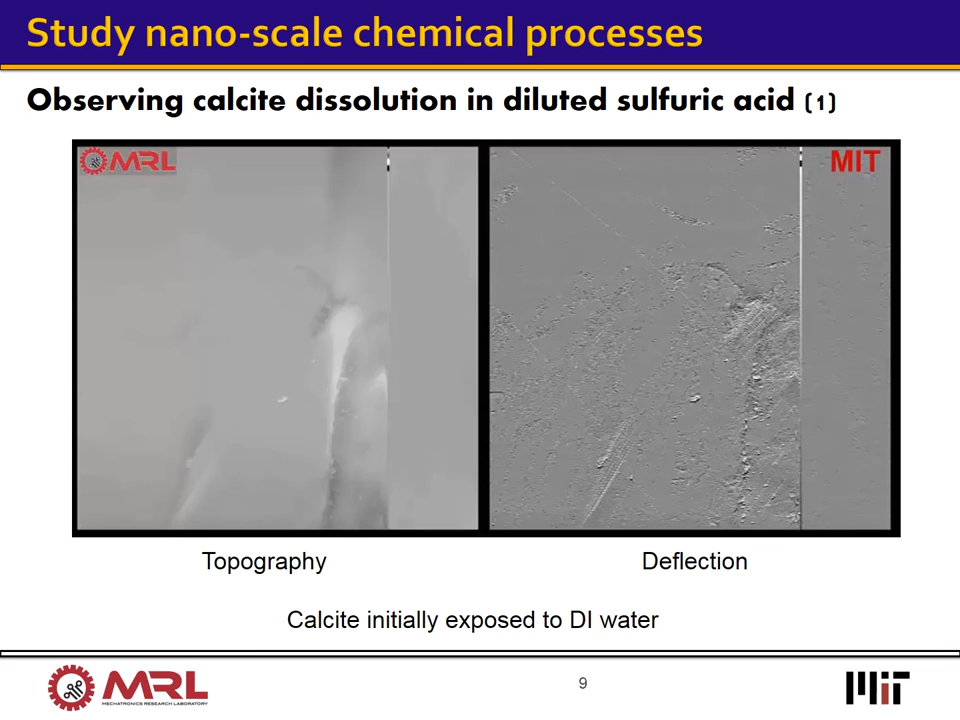 Study nano-scale chemical processes
Observing calcite dissolution in diluted sulfuric acid (1)
MRL
MIT
Topography
Deflection
Calcite initially exposed to DI water
MRL
MECHATRONICS RESEARCH LABORATORY
9
MIT